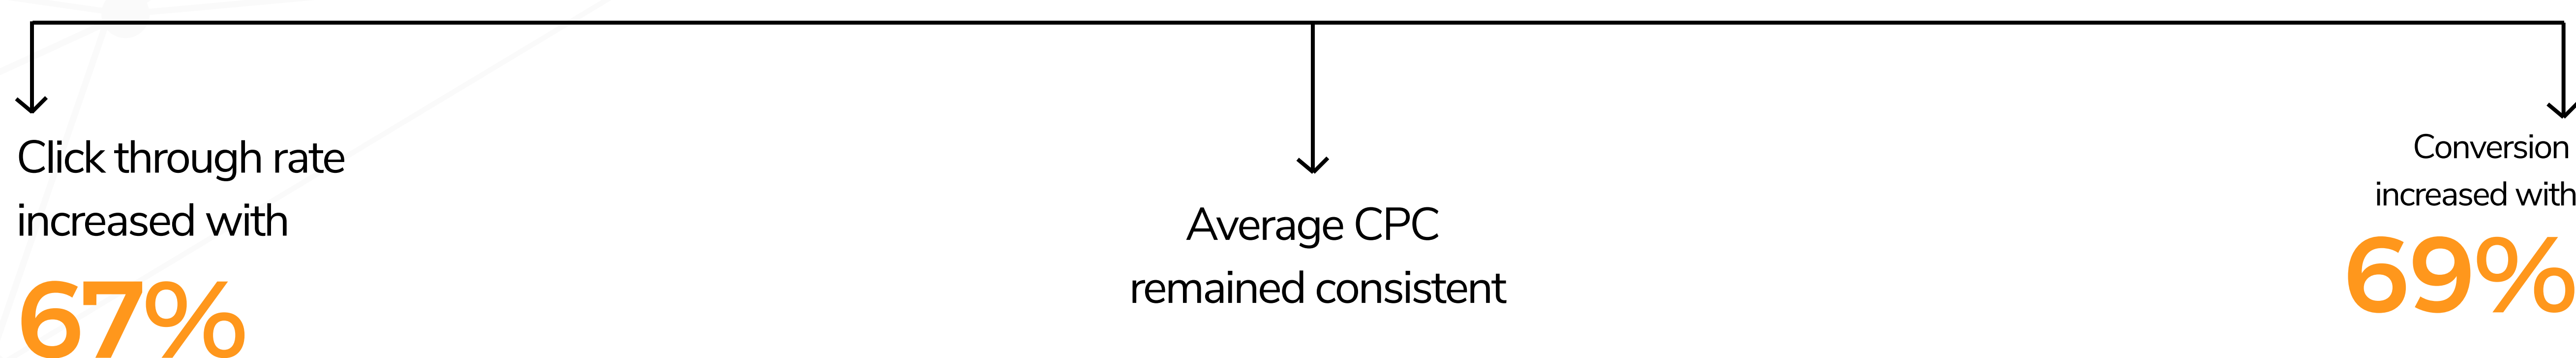 Click through rate
increased with
67%
Average CPC
remained consistent
Conversion
increased with
69%